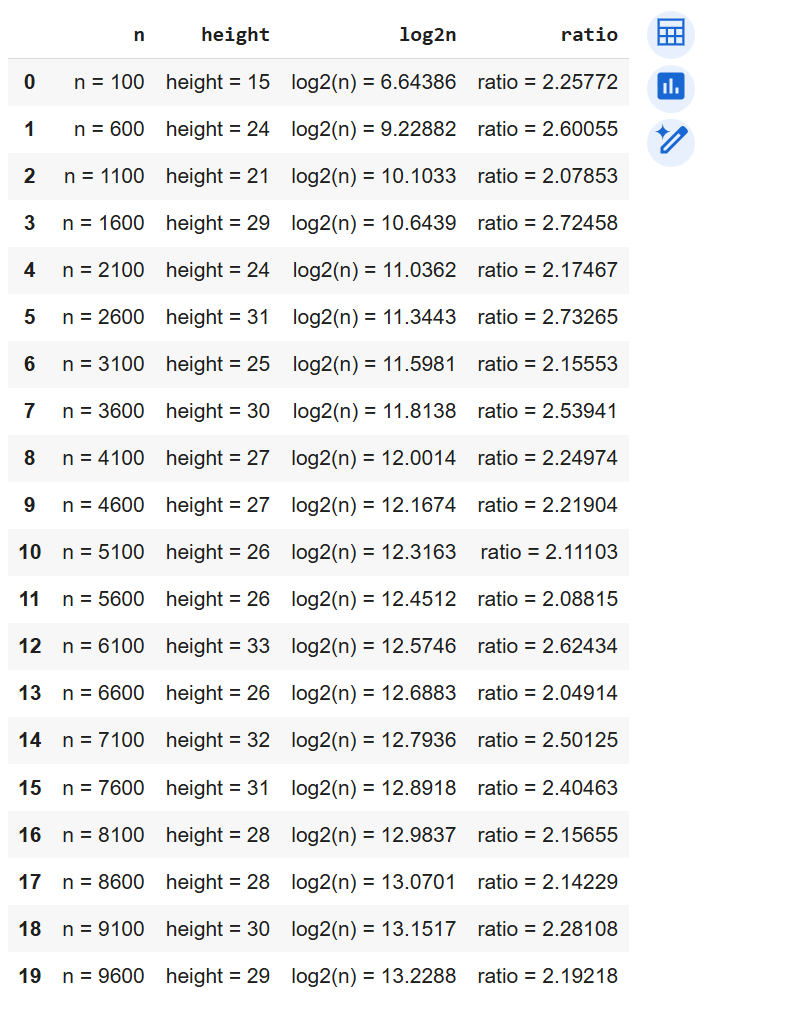 n height log2n ratio
0 n = 100 height = 15 log2(n) = 6.64386 ratio = 2.25772
1 n = 600 height = 24 log2(n) = 9.22882 ratio = 2.60055
2 n = 1100 height = 21 log2(n) = 10.1033 ratio = 2.07853
3 n = 1600 height = 29 log2(n) = 10.6439 ratio = 2.72458
4 n = 2100 height = 24 log2(n) = 11.0362 ratio = 2.17467
5 n = 2600 height = 31 log2(n) = 11.3443 ratio = 2.73265
6 n = 3100 height = 25 log2(n) = 11.5981 ratio = 2.15553
7 n = 3600 height = 30 log2(n) = 11.8138 ratio = 2.53941
8 n = 4100 height = 27 log2(n) = 12.0014 ratio = 2.24974
9 n = 4600 height = 27 log2(n) = 12.1674 ratio = 2.21904
10 n = 5100 height = 26 log2(n) = 12.3163 ratio = 2.11103
11 n = 5600 height = 26 log2(n) = 12.4512 ratio = 2.08815
12 n = 6100 height = 33 log2(n) = 12.5746 ratio = 2.62434
13 n = 6600 height = 26 log2(n) = 12.6883 ratio = 2.04914
14 n = 7100 height = 32 log2(n) = 12.7936 ratio = 2.50125
15 n = 7600 height = 31 log2(n) = 12.8918 ratio = 2.40463
16 n = 8100 height = 28 log2(n) = 12.9837 ratio = 2.15655
17 n = 8600 height = 28 log2(n) = 13.0701 ratio = 2.14229
18 n = 9100 height = 30 log2(n) = 13.1517 ratio = 2.28108
19 n = 9600 height = 29 log2(n) = 13.2288 ratio = 2.19218